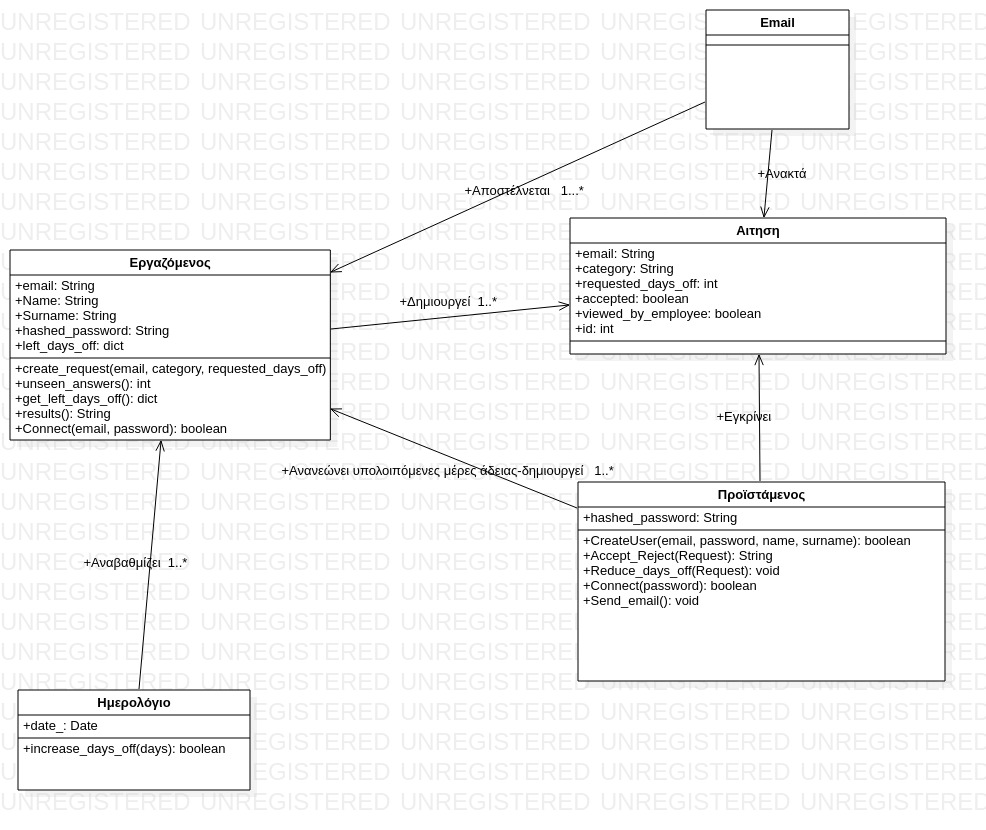 Email
+Αποστέλνεται 1...*
+Ανακτά
Αιτηση
+email: String
+category: String
+requested_days_off: int
+accepted: boolean
+viewed_by_employee: boolean
+id: int
Εργαζόμενος
+email: String
+Name: String
+Surname: String
+hashed_password: String
+left_days_off: dict
+create_request(email, category, requested_days_off)
+unseen_answers(): int
+get_left_days_off(): dict
+results(): String
+Connect(email, password): boolean
+Δημιουργεί 1..*
+Εγκρίνει
+Ανανεώνει υπολοιπόμενες μέρες άδειας-δημιουργεί 1..*
Προϊστάμενος
+hashed_password: String
+CreateUser(email, password, name, surname): boolean
+Accept_Reject(Request): String
+Reduce_days_off(Request): void
+Connect(password): boolean
+Send_email(): void
+Αναβαθμίζει 1..*
Ημερολόγιο
+date_: Date
+increase_days_off(days): boolean
UNREGISTERED